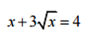 x + 3√x = 4